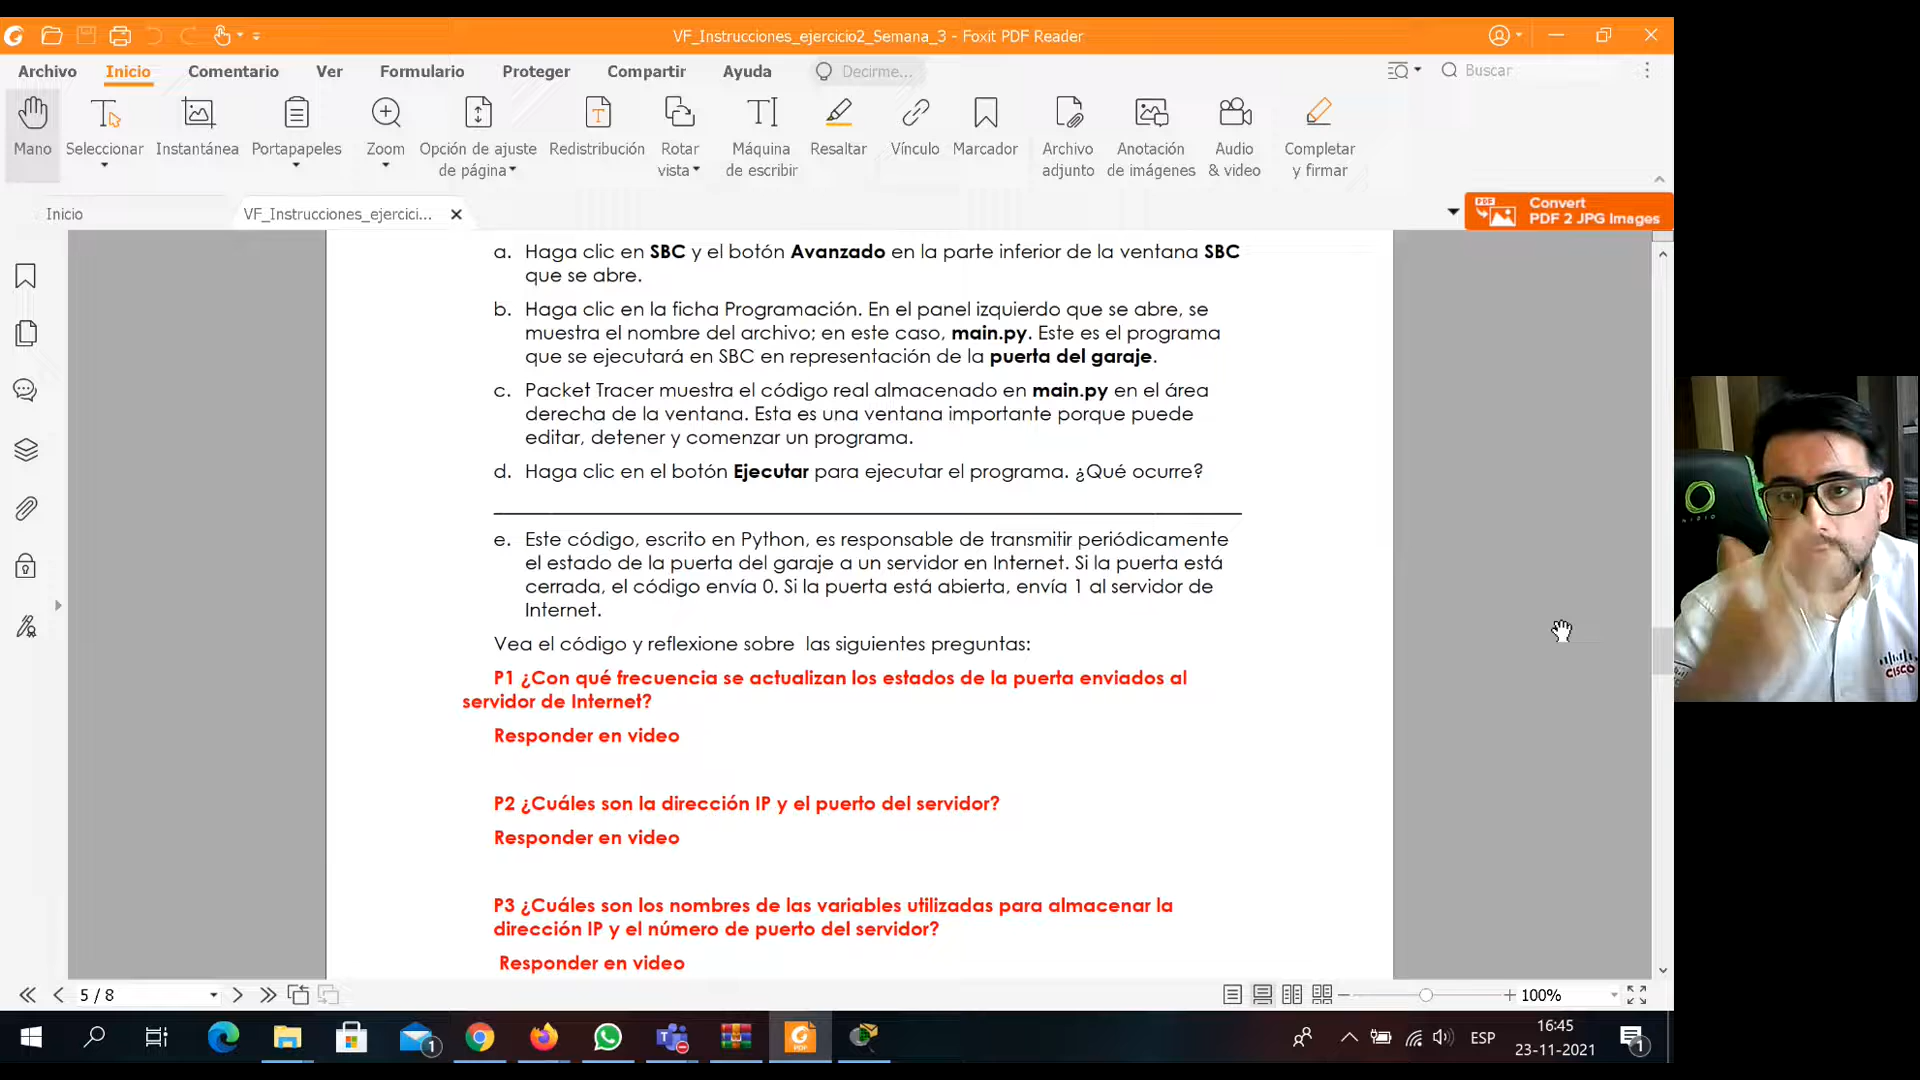 VF_Instrucciones_ejercicio2_Semana_3 - Foxit PDF Reader
Archivo Inicio Comentario Ver Formulario Proteger Compartir Ayuda Decirme... Buscar
Mano Seleccionar Instantánea Portapapeles Zoom Opción de ajuste de página Redistribución Rotar vista Máquina de escribir Resaltar Vínculo Marcador Archivo adjunto Anotación de imágenes Audio & video Completar y firmar
Inicio VF_Instrucciones_ejercici...
PDF Convert
PDF 2 JPG Images
a. Haga clic en SBC y el botón Avanzado en la parte inferior de la ventana SBC
que se abre.
b. Haga clic en la ficha Programación. En el panel izquierdo que se abre, se
muestra el nombre del archivo; en este caso, main.py. Este es el programa
que se ejecutará en SBC en representación de la puerta del garaje.
c. Packet Tracer muestra el código real almacenado en main.py en el área
derecha de la ventana. Esta es una ventana importante porque puede
editar, detener y comenzar un programa.
d. Haga clic en el botón Ejecutar para ejecutar el programa. ¿Qué ocurre?
e. Este código, escrito en Python, es responsable de transmitir periódicamente
el estado de la puerta del garaje a un servidor en Internet. Si la puerta está
cerrada, el código envía 0. Si la puerta está abierta, envía 1 al servidor de
Internet.
Vea el código y reflexione sobre las siguientes preguntas:
P1 ¿Con qué frecuencia se actualizan los estados de la puerta enviados al
servidor de Internet?
Responder en video
P2 ¿Cuáles son la dirección IP y el puerto del servidor?
Responder en video
P3 ¿Cuáles son los nombres de las variables utilizadas para almacenar la
dirección IP y el número de puerto del servidor?
Responder en video
CISCO
5 / 8
100%
1
ESP
16:45
23-11-2021
1